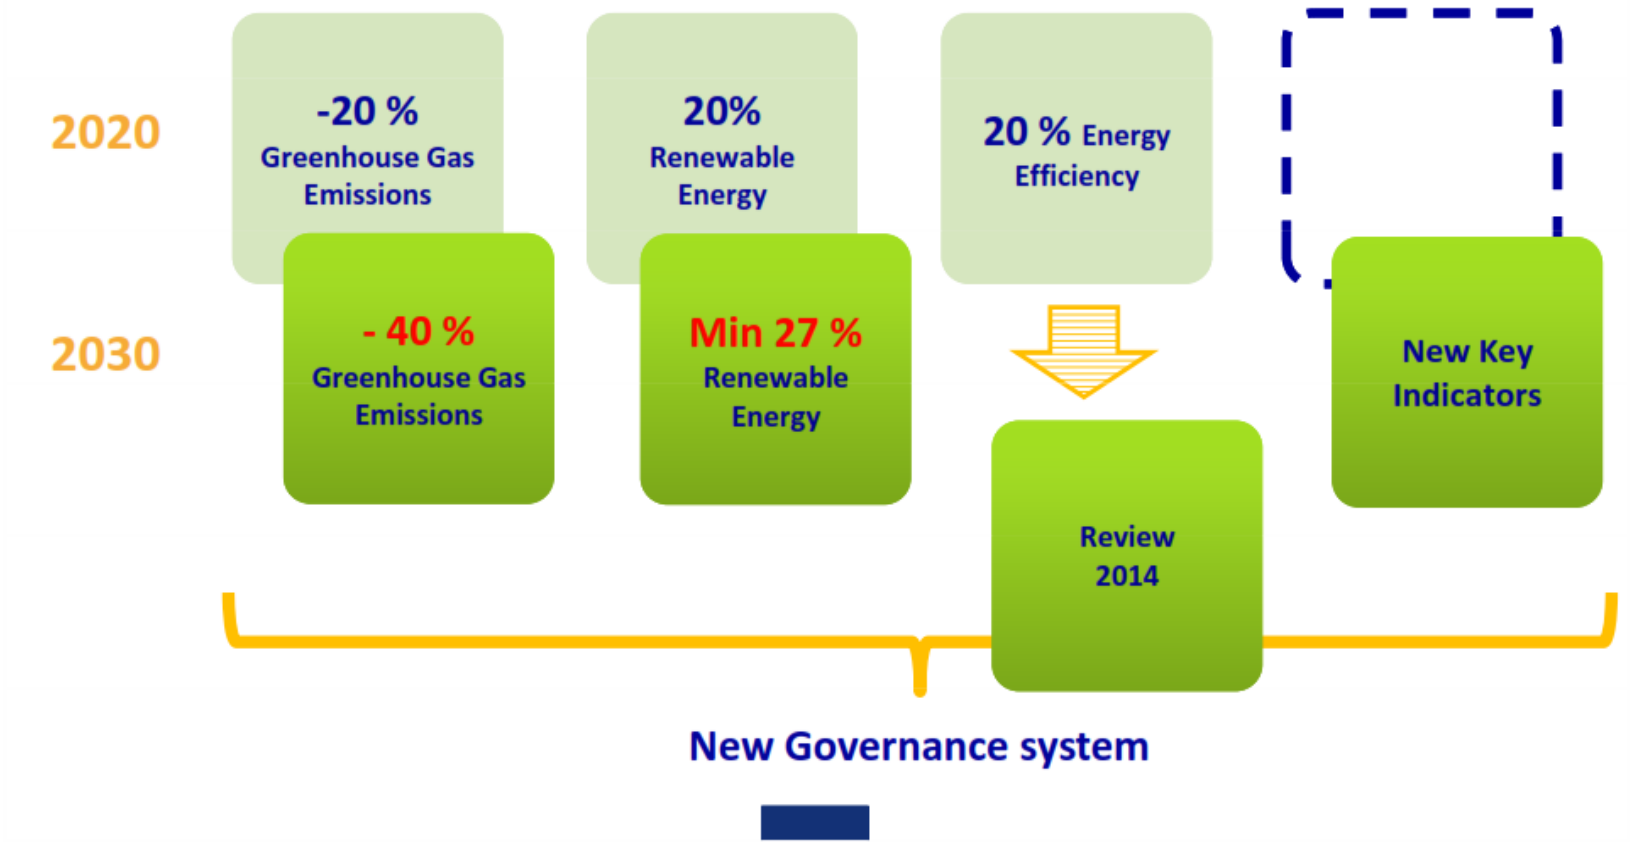 2020
-20 %
Greenhouse Gas
Emissions
20%
Renewable
Energy
20 % Energy
Efficiency
2030
- 40 %
Greenhouse Gas
Emissions
Min 27 %
Renewable
Energy
Review
2014
New Key
Indicators
New Governance system